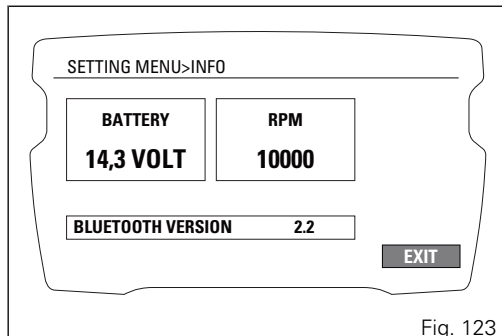 SETTING MENU>INFO
BATTERY
14,3 VOLT
RPM
10000
BLUETOOTH VERSION 2.2
EXIT
Fig. 123